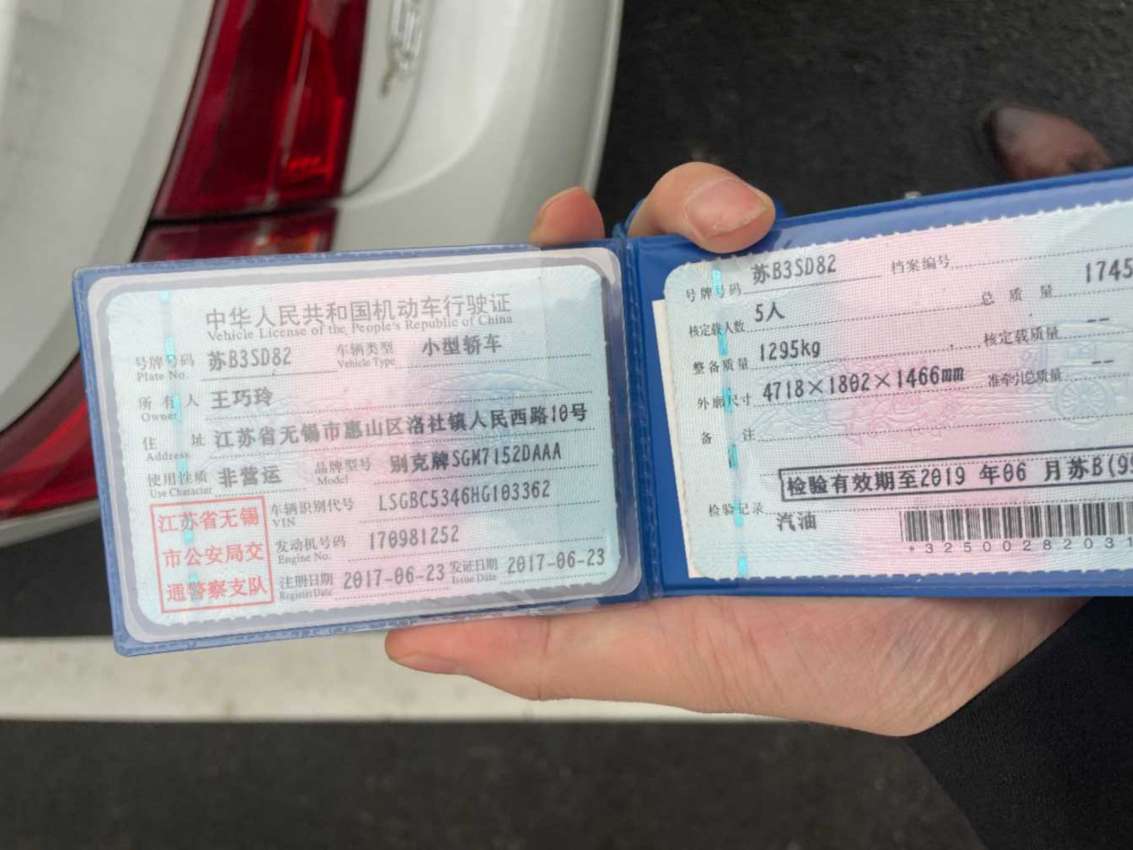 中华人民共和国机动车行驶证
Vehicle License of the People's Republic of China
号牌号码 苏B3SD82 车辆类型 小型轿车
Plate No. Vehicle Type
所有人 王巧玲
Owner
住址 江苏省无锡市惠山区洛社镇人民西路10号
Address
使用性质 非营运 品牌型号 别克牌SGM7152DAAA
Use Character Model
江苏省无锡
市公安局交
通警察支队
车辆识别代号 LSGBC5346HG103362
VIN
发动机号码 170981252
Engine No.
注册日期 2017-06-23 发证日期 2017-06-23
Register Date Issue Date
号牌号码 苏B3SD82 档案编号
核定载人数 5人 总质量 1745
整备质量 1295kg 核定载质量 --
外廓尺寸 4718×1802×1466mm 准牵引总质量 --
备注
检验有效期至2019 年06 月苏B(99
检验记录
汽油
*32500282031